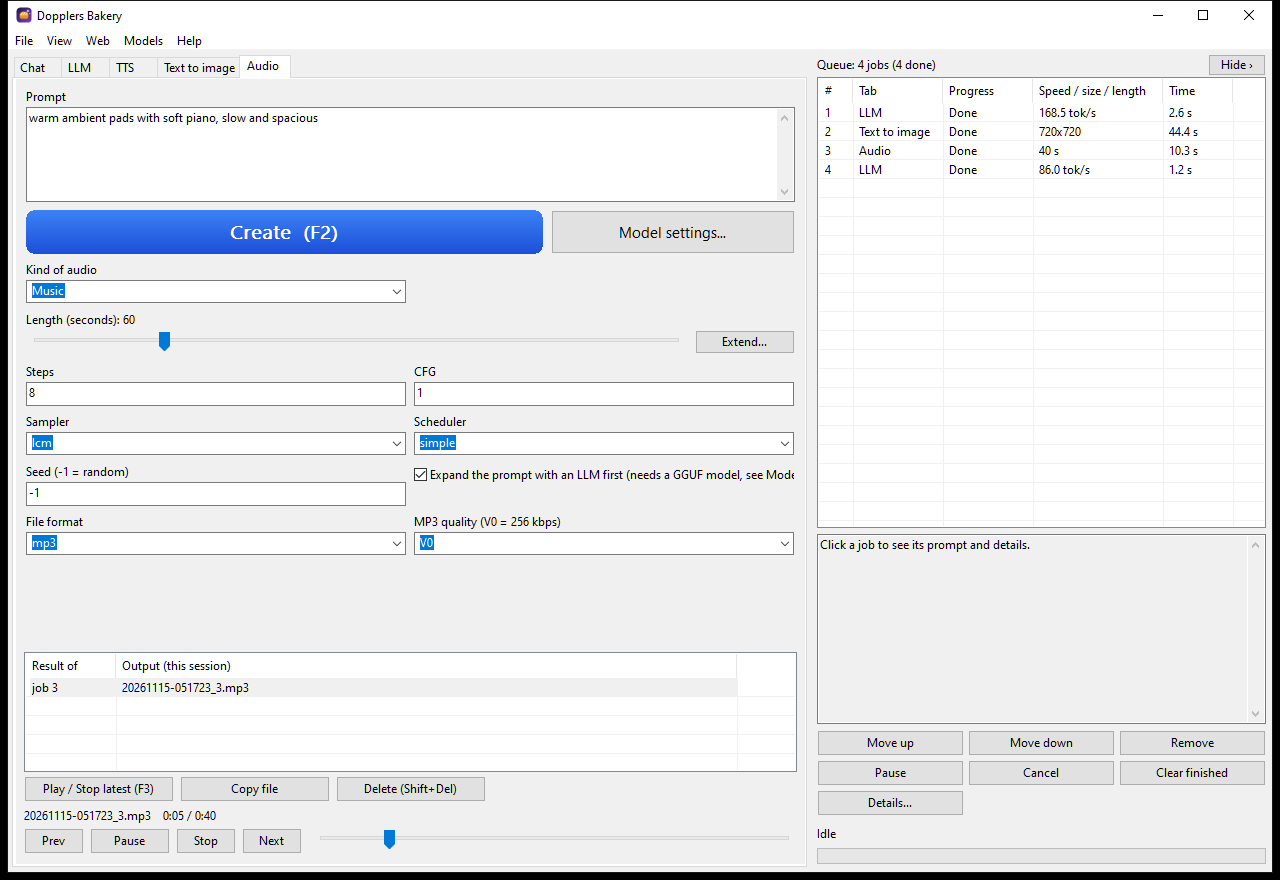 Dopplers Bakery
File View Web Models Help
Chat LLM TTS Text to image Audio
Prompt
warm ambient pads with soft piano, slow and spacious
Create (F2)
Model settings...
Kind of audio
Music
Length (seconds): 60
Extend...
Steps
8
CFG
1
Sampler
lcm
Scheduler
simple
Seed (-1 = random)
-1
Expand the prompt with an LLM first (needs a GGUF model, see Mode
File format
mp3
MP3 quality (V0 = 256 kbps)
V0
Result of Output (this session)
job 3 20261115-051723_3.mp3
Play / Stop latest (F3) Copy file Delete (Shift+Del)
20261115-051723_3.mp3 0:05 / 0:40
Prev Pause Stop Next
Queue: 4 jobs (4 done)
Hide ›
# Tab Progress Speed / size / length Time
1 LLM Done 168.5 tok/s 2.6 s
2 Text to image Done 720x720 44.4 s
3 Audio Done 40 s 10.3 s
4 LLM Done 86.0 tok/s 1.2 s
Click a job to see its prompt and details.
Move up Move down Remove
Pause Cancel Clear finished
Details...
Idle